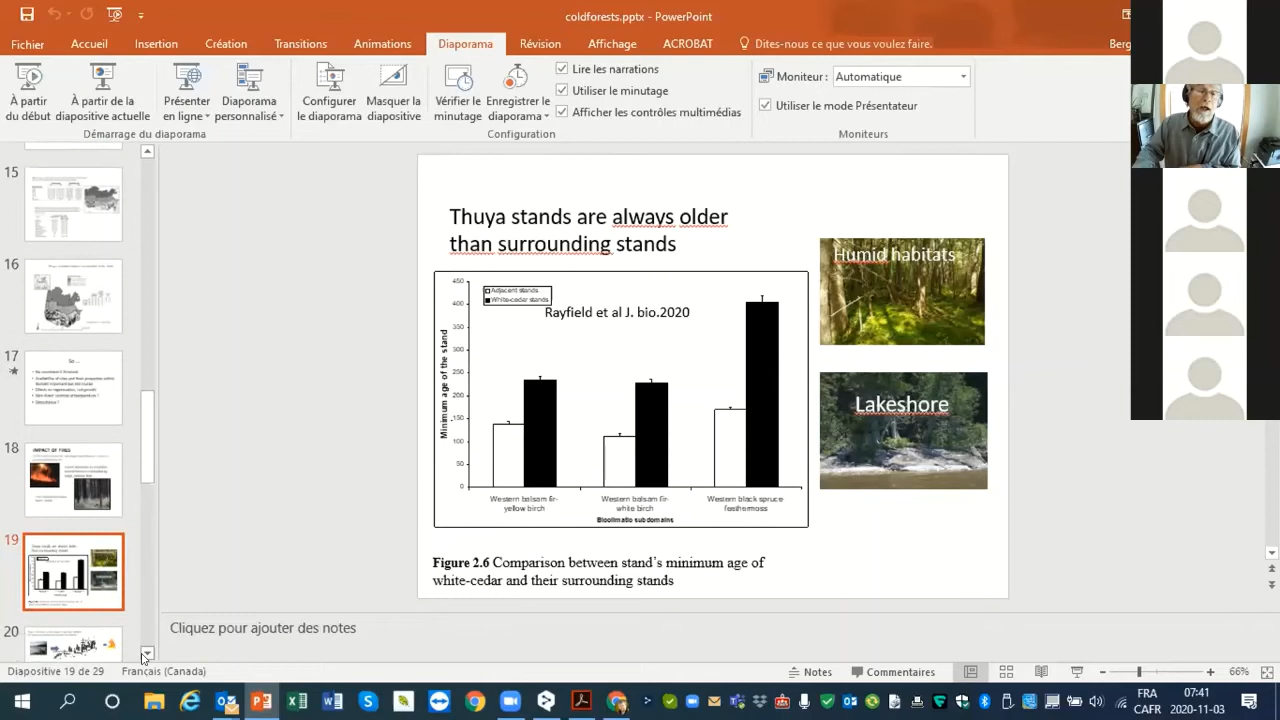 coldforests.pptx - PowerPoint
Fichier Accueil Insertion Création Transitions Animations Diaporama Révision Affichage ACROBAT Dites-nous ce que vous voulez faire. Berg
À partir du début
À partir de la diapositive actuelle
Présenter en ligne
Diaporama personnalisé
Configurer le diaporama
Masquer la diapositive
Vérifier le minutage
Enregistrer le diaporama
Lire les narrations
Utiliser le minutage
Afficher les contrôles multimédias
Moniteur : Automatique
Utiliser le mode Présentateur
Démarrage du diaporama
Configuration
Moniteurs
15
16
17
So ...
18
IMPACT OF FIRES
19
20
Thuya stands are always older
than surrounding stands
Adjacent stands
White-cedar stands
Rayfield et al J. bio.2020
Minimum age of the stand
450
400
350
300
250
200
150
100
50
0
Western balsam fir-
yellow birch
Western balsam fir-
white birch
Western black spruce
feathermoss
Bioclimatic subdomains
Humid habitats
Lakeshore
Figure 2.6 Comparison between stand's minimum age of
white-cedar and their surrounding stands
Cliquez pour ajouter des notes
Diapositive 19 de 29 Français (Canada) Notes Commentaires 66%
FRA 07:41
CAFR 2020-11-03